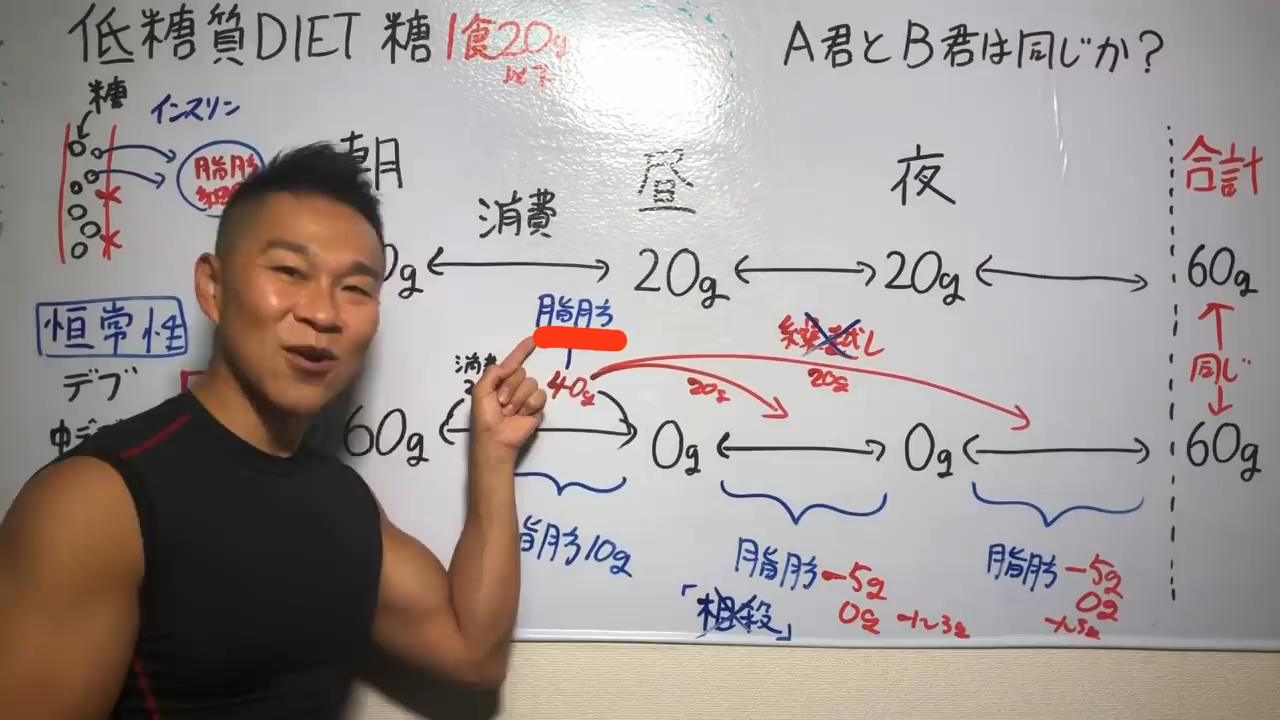 低糖質DIET 糖1食20g
以下
A君とB君は同じか?
糖
インスリン
脂肪
朝
昼
夜
合計
消費
0g
20g
20g
60g
恒常性
脂肪
同じ
デブ
消費
40g
20g
20g
60g
0g
0g
60g
脂肪10g
脂肪-5g
0g
脂肪-5g
0g
「相殺」